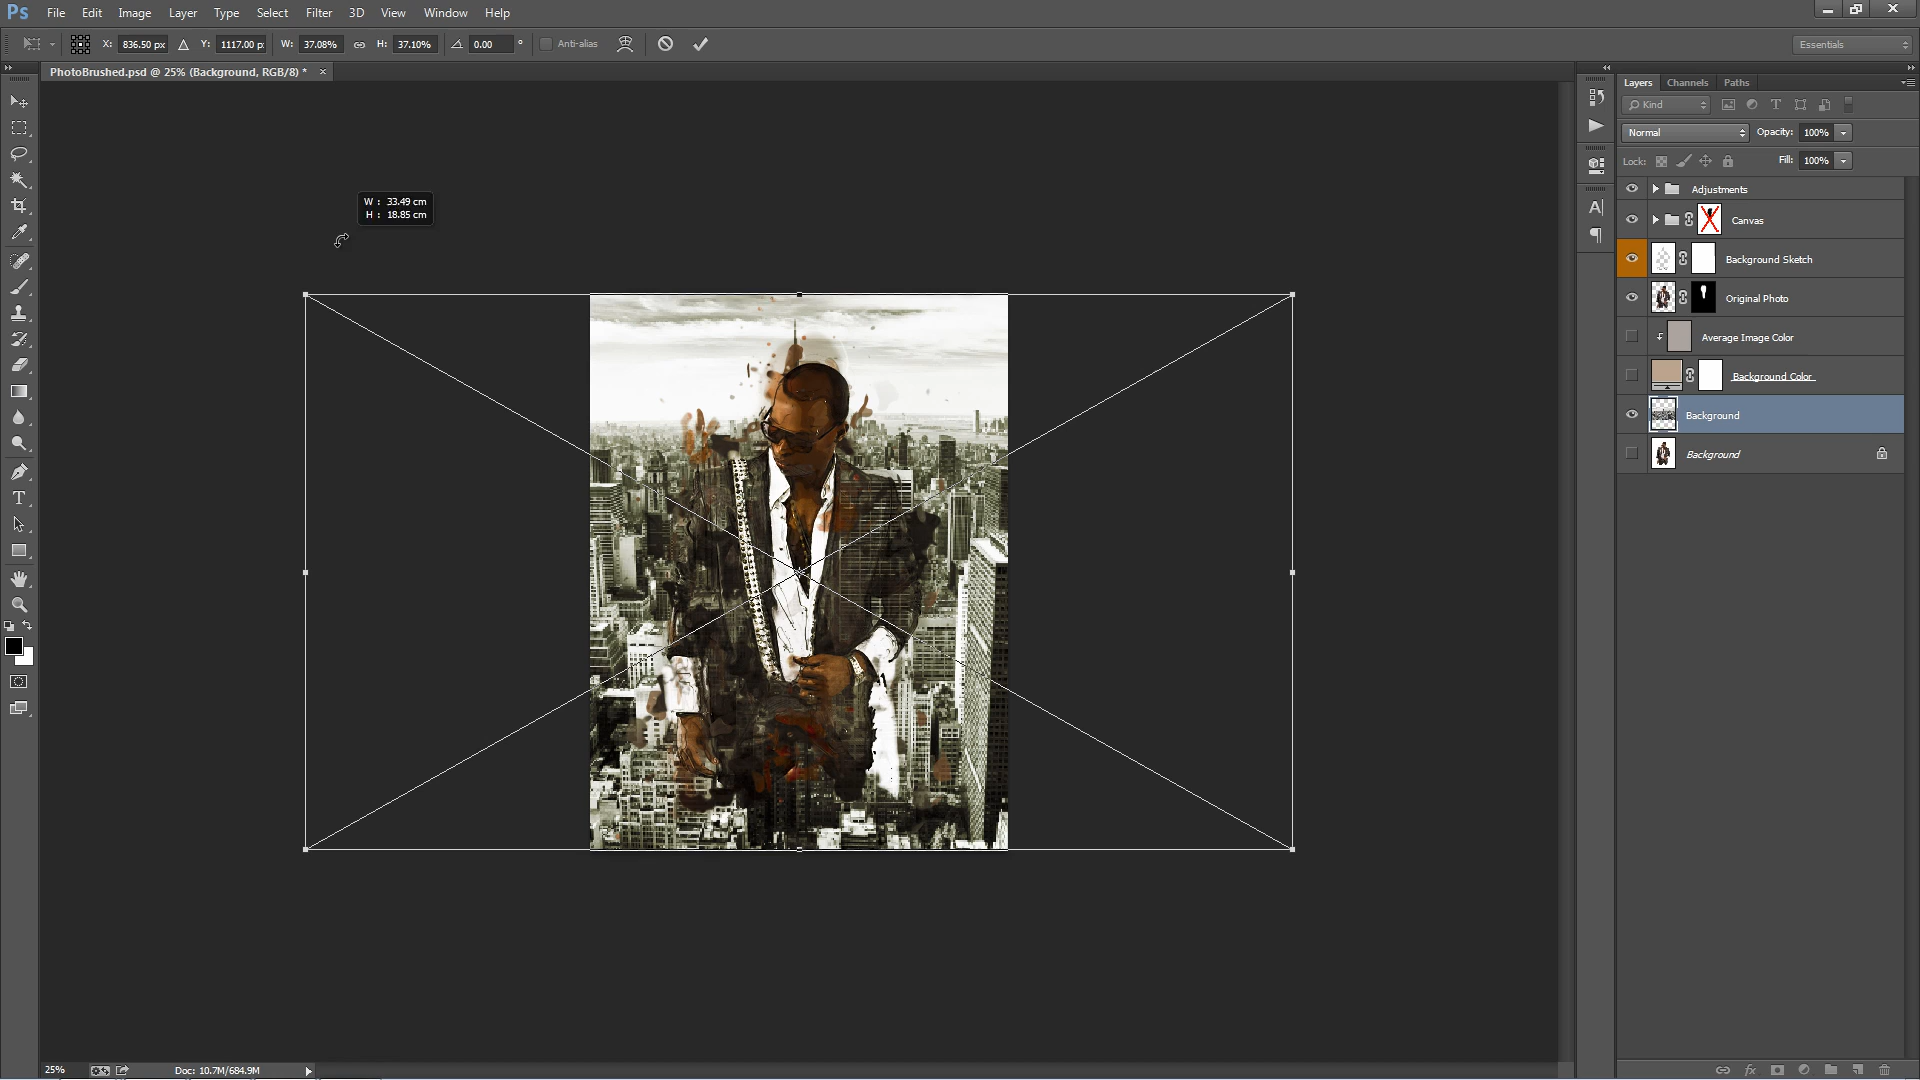 Ps File Edit Image Layer Type Select Filter 3D View Window Help
X: 836.50 px Y: 1117.00 p W: 37.08% H: 37.10% 0.00 ° Anti-alias Essentials
PhotoBrushed.psd @ 25% (Background, RGB/8) * ×
W : 33.49 cm
H : 18.85 cm
Layers Channels Paths
Kind
Normal Opacity: 100%
Lock: Fill: 100%
Adjustments
Canvas
Background Sketch
Original Photo
Average Image Color
Background Color
Background
Background
25% Doc: 10.7M/684.9M